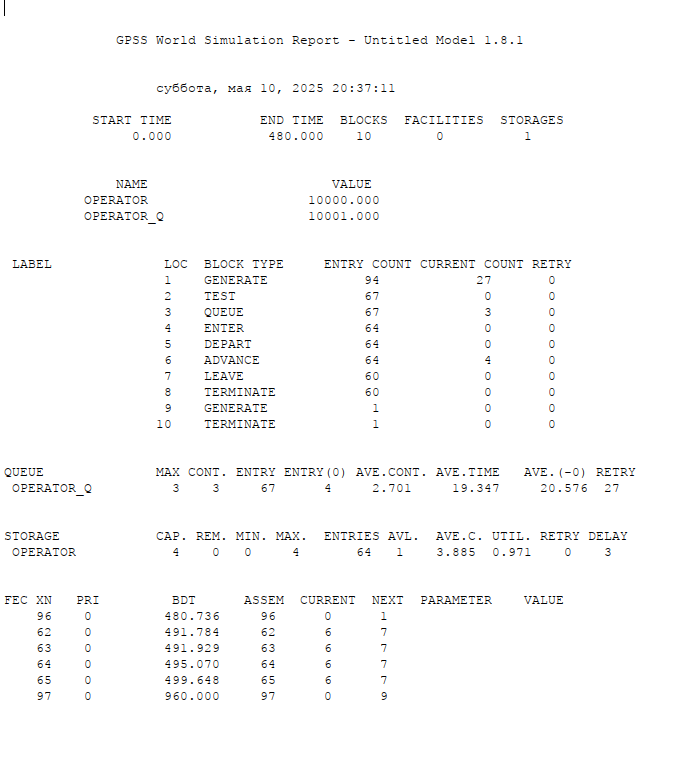 GPSS World Simulation Report - Untitled Model 1.8.1
суббота, мая 10, 2025 20:37:11
START TIME END TIME BLOCKS FACILITIES STORAGES
0.000 480.000 10 0 1
NAME VALUE
OPERATOR 10000.000
OPERATOR_Q 10001.000
LABEL LOC BLOCK TYPE ENTRY COUNT CURRENT COUNT RETRY
1 GENERATE 94 27 0
2 TEST 67 0 0
3 QUEUE 67 3 0
4 ENTER 64 0 0
5 DEPART 64 0 0
6 ADVANCE 64 4 0
7 LEAVE 60 0 0
8 TERMINATE 60 0 0
9 GENERATE 1 0 0
10 TERMINATE 1 0 0
QUEUE MAX CONT. ENTRY ENTRY(0) AVE.CONT. AVE.TIME AVE.(-0) RETRY
OPERATOR_Q 3 3 67 4 2.701 19.347 20.576 27
STORAGE CAP. REM. MIN. MAX. ENTRIES AVL. AVE.C. UTIL. RETRY DELAY
OPERATOR 4 0 0 4 64 1 3.885 0.971 0 3
FEC XN PRI BDT ASSEM CURRENT NEXT PARAMETER VALUE
96 0 480.736 96 0 1
62 0 491.784 62 6 7
63 0 491.929 63 6 7
64 0 495.070 64 6 7
65 0 499.648 65 6 7
97 0 960.000 97 0 9